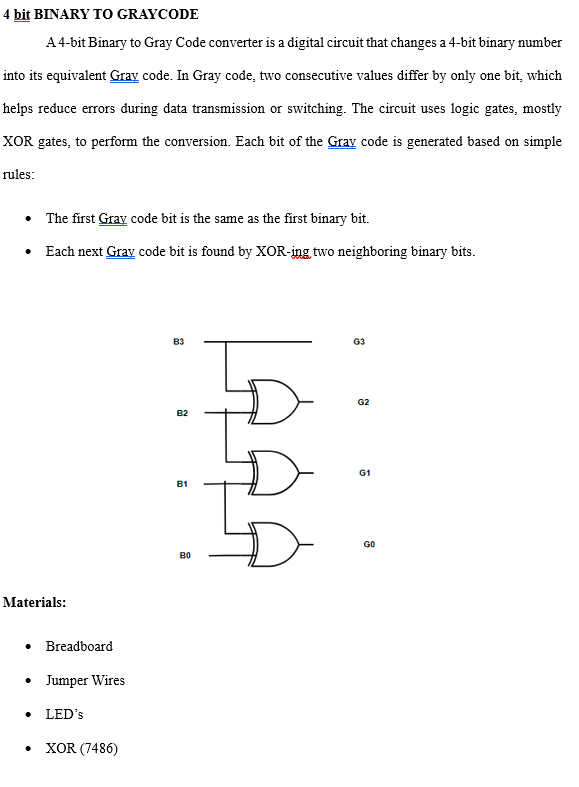 4 bit BINARY TO GRAYCODE
A 4-bit Binary to Gray Code converter is a digital circuit that changes a 4-bit binary number
into its equivalent Gray code. In Gray code, two consecutive values differ by only one bit, which
helps reduce errors during data transmission or switching. The circuit uses logic gates, mostly
XOR gates, to perform the conversion. Each bit of the Gray code is generated based on simple
rules:
• The first Gray code bit is the same as the first binary bit.
• Each next Gray code bit is found by XOR-ing two neighboring binary bits.
B3 G3
G2
B2
G1
B1
G0
B0
Materials:
• Breadboard
• Jumper Wires
• LED's
• XOR (7486)